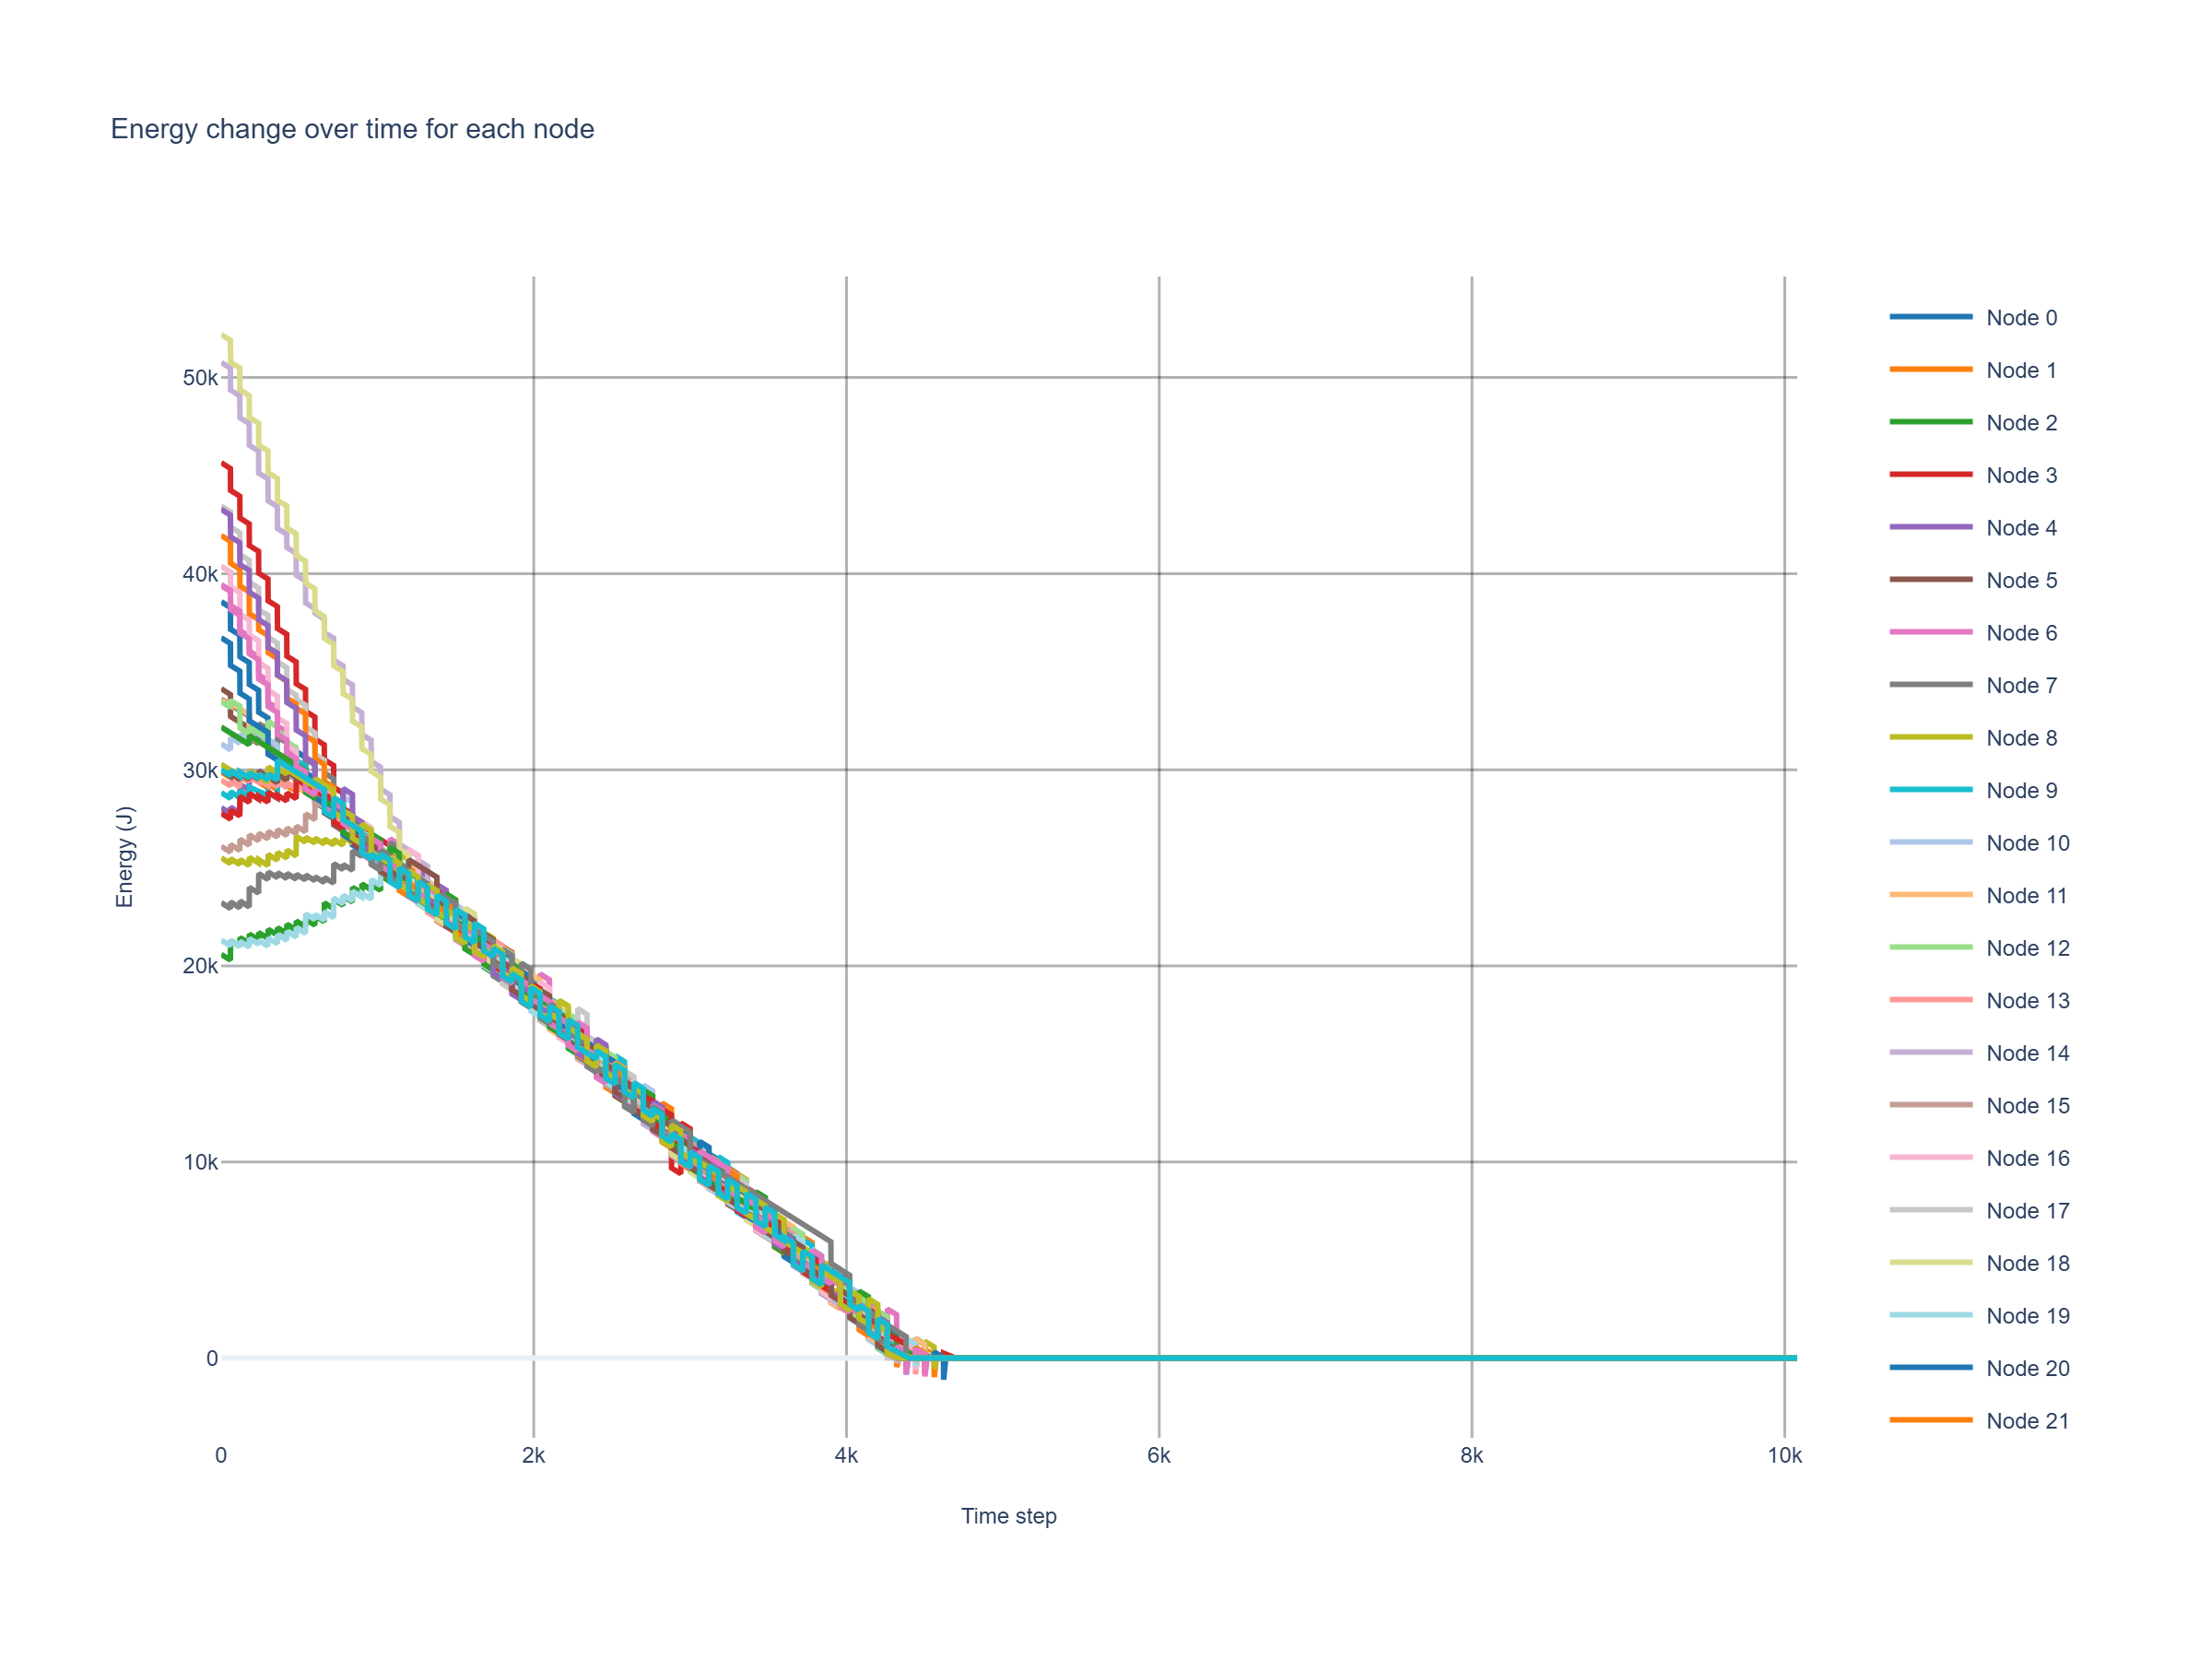 Energy change over time for each node
50k
40k
30k
20k
10k
0
Energy (J)
0
2k
4k
6k
8k
10k
Time step
Node 0
Node 1
Node 2
Node 3
Node 4
Node 5
Node 6
Node 7
Node 8
Node 9
Node 10
Node 11
Node 12
Node 13
Node 14
Node 15
Node 16
Node 17
Node 18
Node 19
Node 20
Node 21